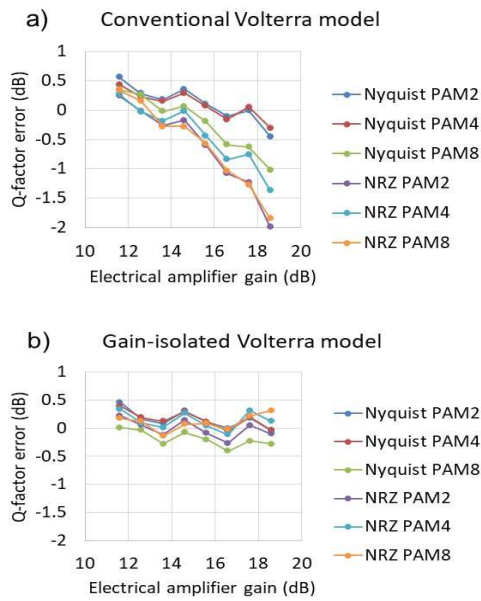 a) Conventional Volterra model
1
0.5
0
-0.5
-1
-1.5
-2
Q-factor error (dB)
10 12 14 16 18 20
Electrical amplifier gain (dB)
Nyquist PAM2
Nyquist PAM4
Nyquist PAM8
NRZ PAM2
NRZ PAM4
NRZ PAM8
b) Gain-isolated Volterra model
1
0.5
0
-0.5
-1
-1.5
-2
Q-factor error (dB)
10 12 14 16 18 20
Electrical amplifier gain (dB)
Nyquist PAM2
Nyquist PAM4
Nyquist PAM8
NRZ PAM2
NRZ PAM4
NRZ PAM8